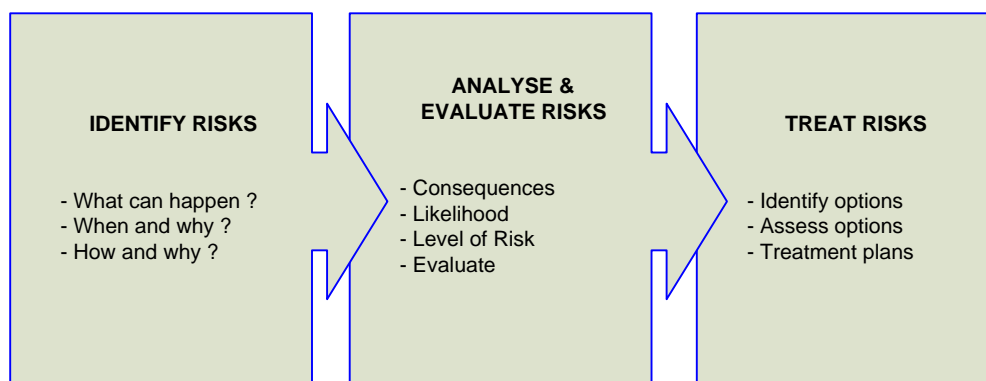 IDENTIFY RISKS
- What can happen ?
- When and why ?
- How and why ?
ANALYSE &
EVALUATE RISKS
- Consequences
- Likelihood
- Level of Risk
- Evaluate
TREAT RISKS
- Identify options
- Assess options
- Treatment plans